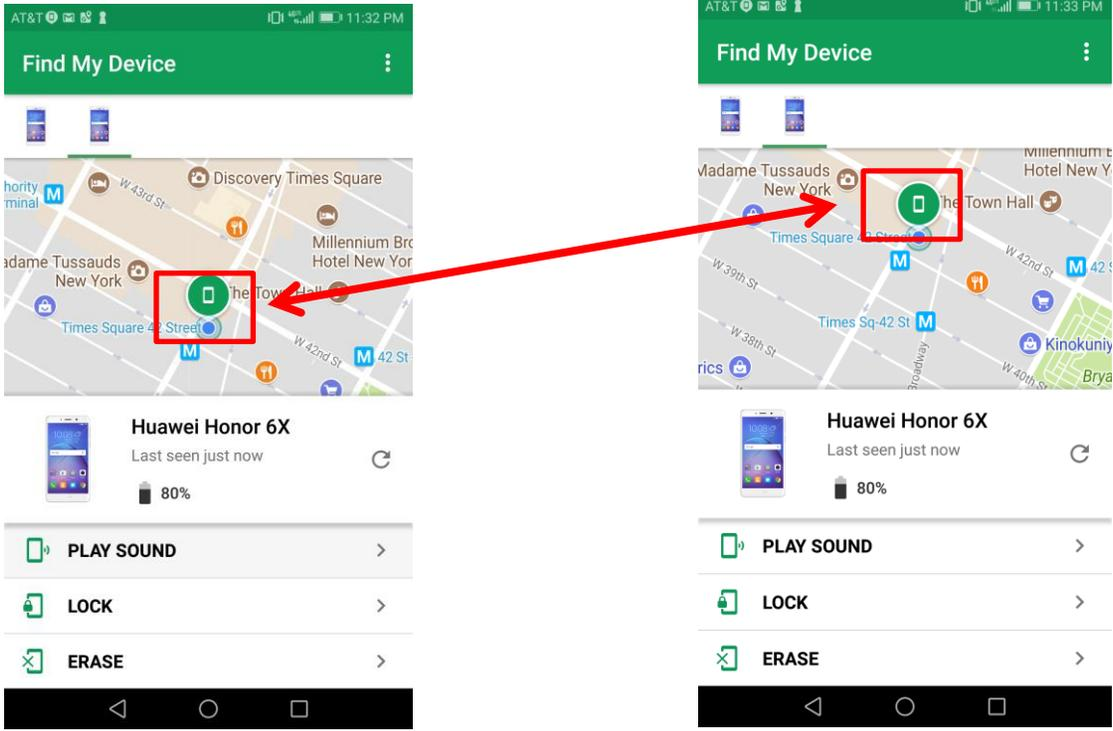 AT&T 11:32 PM
Find My Device
W 43rd St
Discovery Times Square
hority
rminal
M
Millennium Bro
Hotel New Yor
adame Tussauds
New York
The Town Hall
Times Square 42 Street
M
W 42nd St
M 42 St
Huawei Honor 6X
Last seen just now
80%
PLAY SOUND
LOCK
ERASE
AT&T 11:33 PM
Find My Device
Millennium B
Hotel New Y
Madame Tussauds
New York
The Town Hall
Times Square 42 Street
M
W 42nd St
M 42 S
W 39th St
Times Sq-42 St M
W 38th St
Broadway
Kinokuniy
rics
W 40th St
Brya
Huawei Honor 6X
Last seen just now
80%
PLAY SOUND
LOCK
ERASE